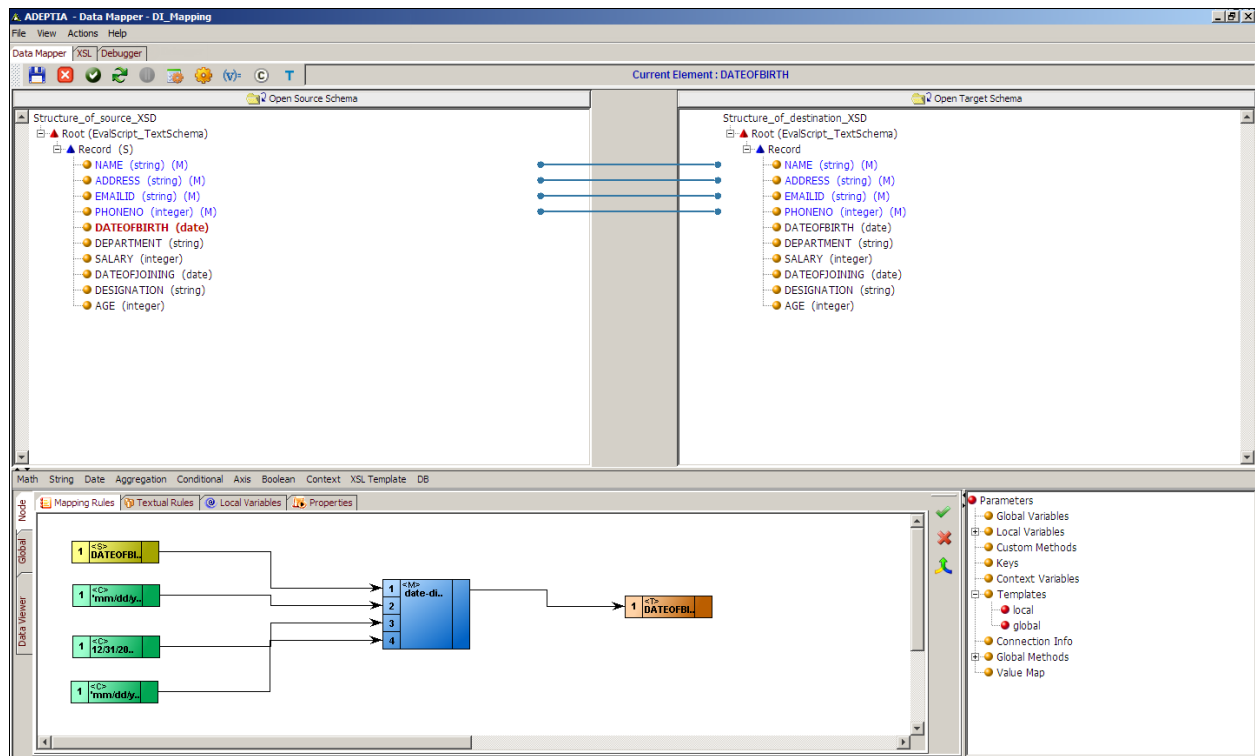 ADEPTIA - Data Mapper - DI_Mapping
File View Actions Help
Data Mapper XSL Debugger
(v)= C T Current Element : DATEOFBIRTH
Open Source Schema
Open Target Schema
Structure_of_source_XSD
Root (EvalScript_TextSchema)
Record (S)
NAME (string) (M)
ADDRESS (string) (M)
EMAILID (string) (M)
PHONENO (integer) (M)
DATEOFBIRTH (date)
DEPARTMENT (string)
SALARY (integer)
DATEOFJOINING (date)
DESIGNATION (string)
AGE (integer)
Structure_of_destination_XSD
Root (EvalScript_TextSchema)
Record
NAME (string) (M)
ADDRESS (string) (M)
EMAILID (string) (M)
PHONENO (integer) (M)
DATEOFBIRTH (date)
DEPARTMENT (string)
SALARY (integer)
DATEOFJOINING (date)
DESIGNATION (string)
AGE (integer)
Math String Date Aggregation Conditional Axis Boolean Context XSL Template DB
Node
Global
Data Viewer
Mapping Rules Textual Rules Local Variables Properties
<S>
1 DATEOFBI..
<C>
1 'mm/dd/y..
<C>
1 12/31/20..
<C>
1 'mm/dd/y..
<M>
1 date-di..
2
3
4
<T>
1 DATEOFBI..
Parameters
Global Variables
Local Variables
Custom Methods
Keys
Context Variables
Templates
local
global
Connection Info
Global Methods
Value Map